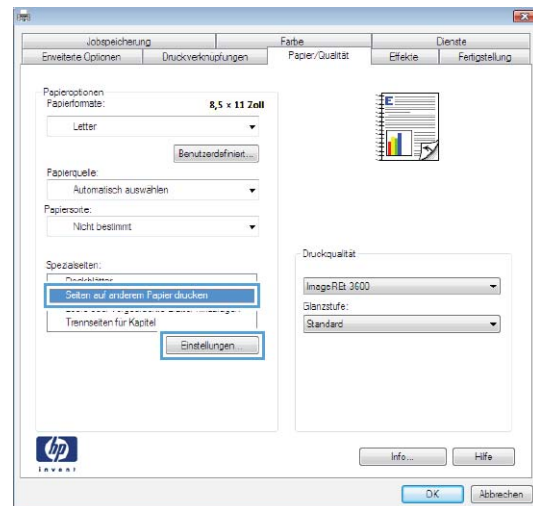 Jobspeicherung Farbe Dienste
Erweiterte Optionen Druckverknüpfungen Papier/Qualität Effekte Fertigstellung
Papieroptionen
Papierformate: 8,5 × 11 Zoll
Letter
Benutzerdefiniert...
Papierquelle:
Automatisch auswählen
Papiersorte:
Nicht bestimmt
Spezialseiten:
Deckblätter
Seiten auf anderem Papier drucken
Trennseiten für Kapitel
Einstellungen...
Druckqualität
ImageREt 3600
Glanzstufe:
Standard
hp
invent
Info... Hilfe
OK Abbrechen